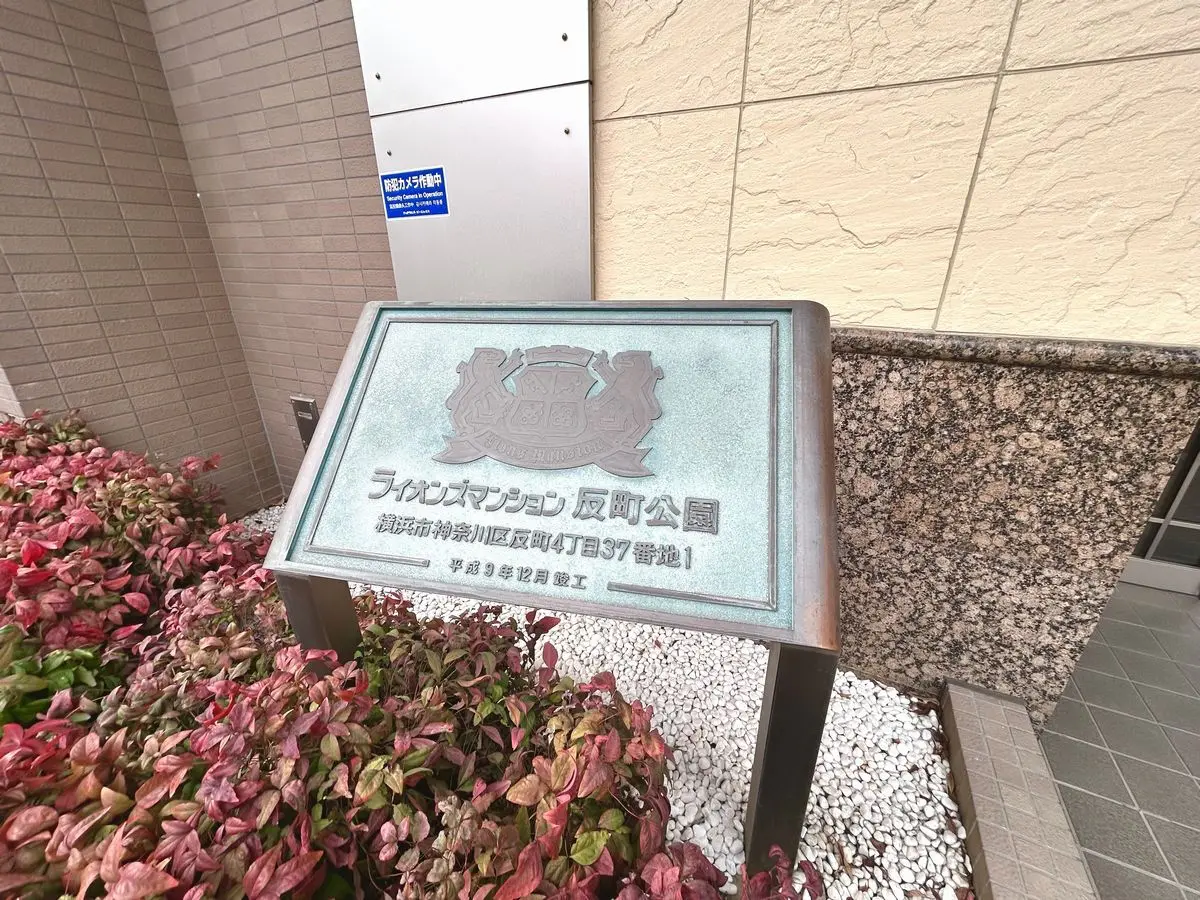 防犯カメラ作動中
Security Camera in Operation
Lions Mansion
ライオンズマンション 反町公園
横浜市神奈川区反町4丁目37番地1
平成9年12月竣工